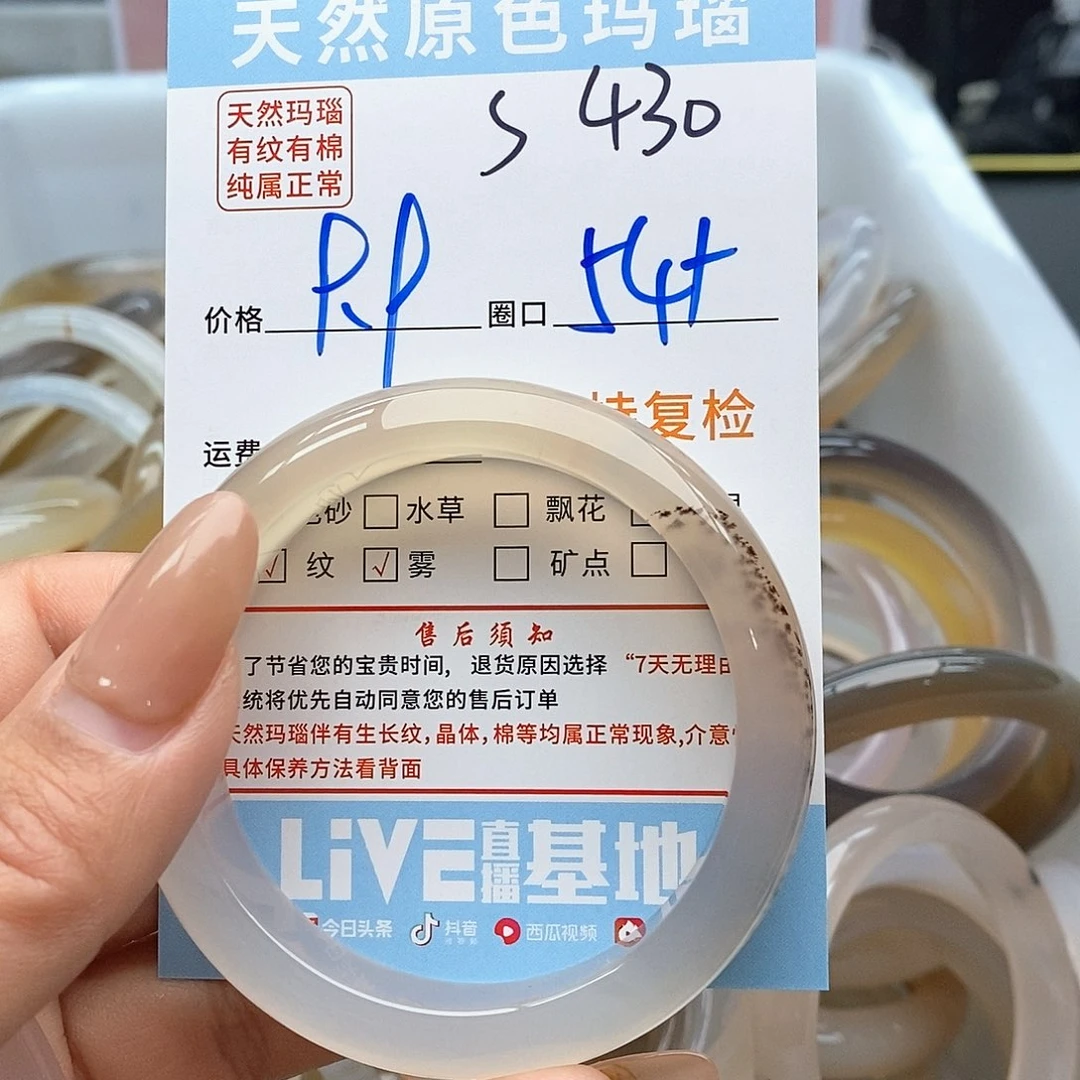 天然原色玛瑙
S 430
天然玛瑙
有纹有棉
纯属正常
价格 圈口 54+
持复检
运费
砂 □水草 □ 飘花
√ 纹 √ 雾 □ 矿点 □
售后須知
了节省您的宝贵时间，退货原因选择 “7天无理由
统将优先自动同意您的售后订单
天然玛瑙伴有生长纹,晶体,棉等均属正常现象,介意
具体保养方法看背面
LiVE直播基地
今日头条 抖音 西瓜视频